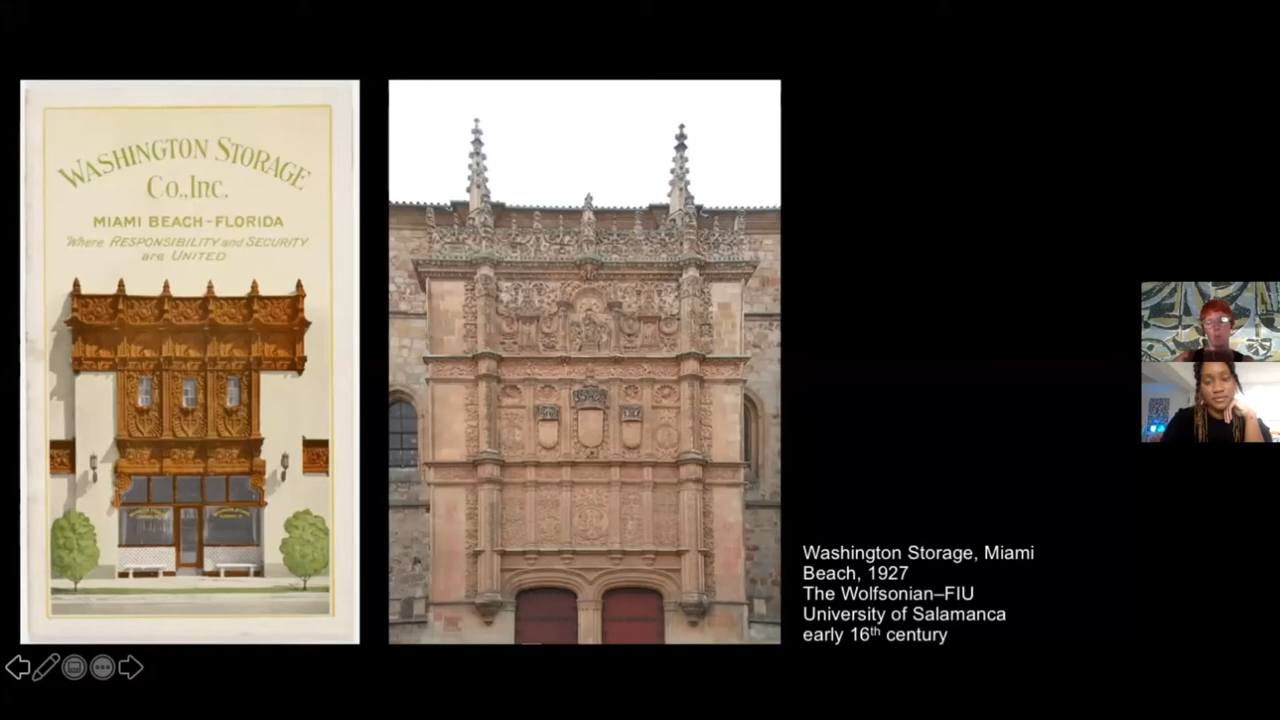 WASHINGTON STORAGE
Co., Inc.
MIAMI BEACH-FLORIDA
"Where RESPONSIBILITY and SECURITY
are UNITED
Washington Storage, Miami
Beach, 1927
The Wolfsonian–FIU
University of Salamanca
early 16th century